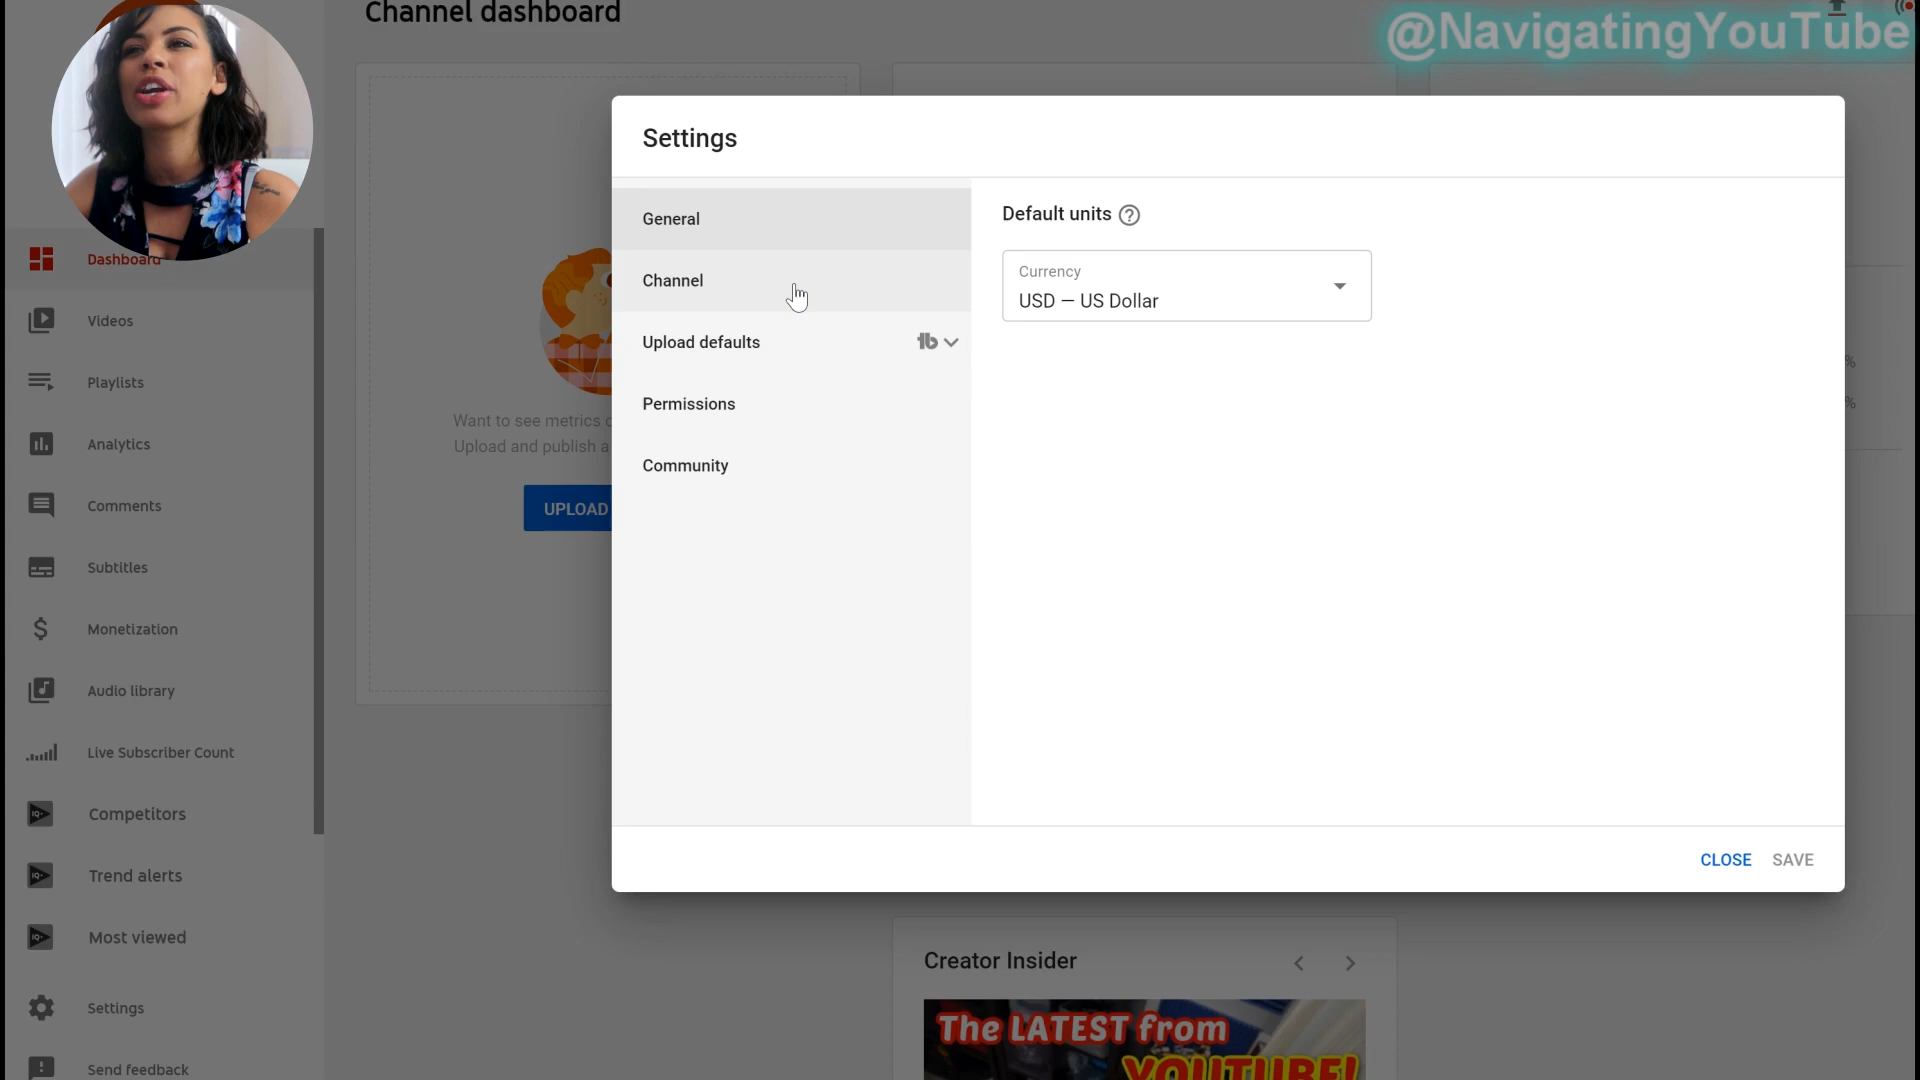 Channel dashboard
@NavigatingYouTube
Settings
General
Channel
Upload defaults
tb
Permissions
Community
Default units ?
Currency
USD — US Dollar
CLOSE
SAVE
Dashboard
Videos
Playlists
Analytics
Comments
Subtitles
Monetization
Audio library
Live Subscriber Count
Competitors
Trend alerts
Most viewed
Settings
Send feedback
Want to see metrics
Upload and publish a
UPLOAD
%
%
Creator Insider
The LATEST from
YOUTUBE!